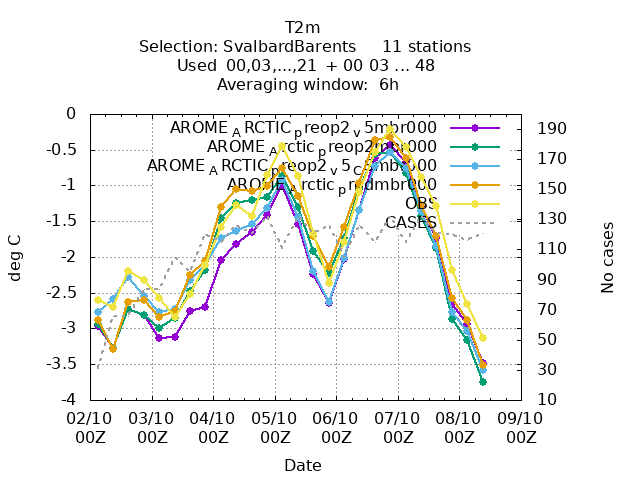 T2m
Selection: SvalbardBarents 11 stations
Used 00,03,...,21 + 00 03 ... 48
Averaging window: 6h
0
-0.5
-1
-1.5
-2
-2.5
-3
-3.5
-4
deg C
AROME_ARCTIC_preop2_v5mbr000
OBS
CASES
190
170
150
130
110
90
70
50
30
10
No cases
02/10 03/10 04/10 05/10 06/10 07/10 08/10 09/10
00Z 00Z 00Z 00Z 00Z 00Z 00Z 00Z
Date